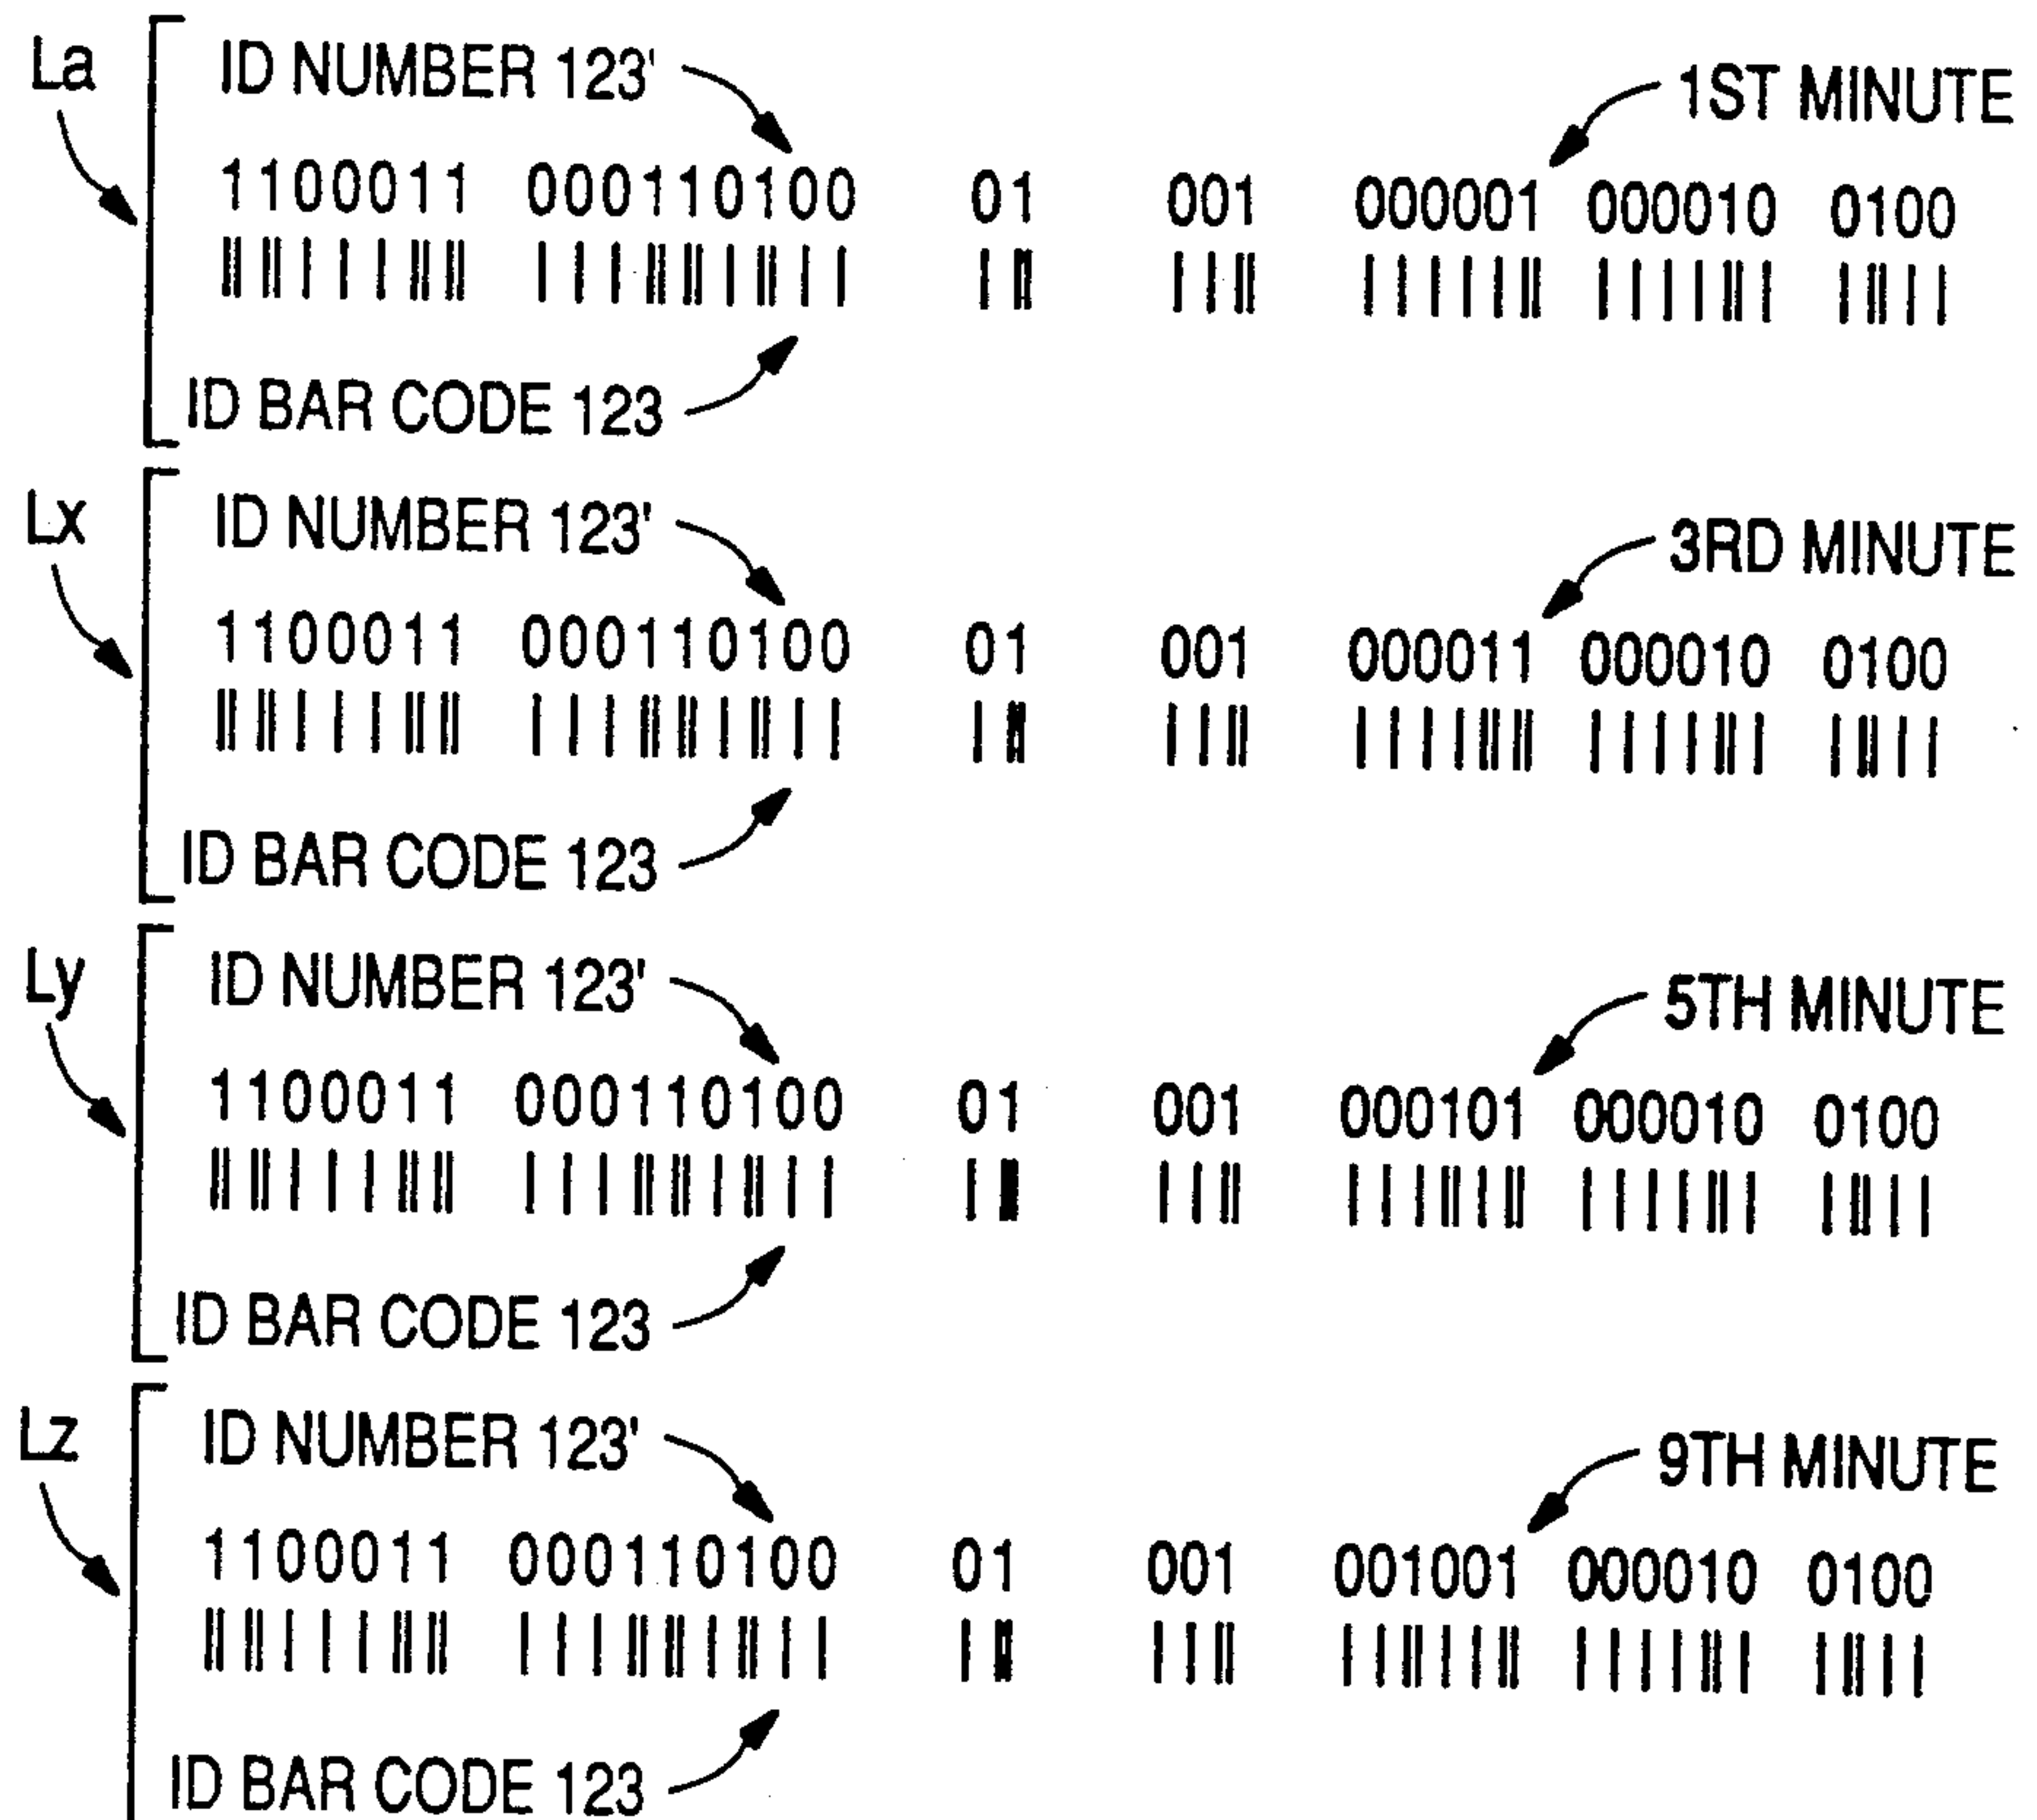 La
ID NUMBER 123'
1ST MINUTE
1100011 000110100 01 001 000001 000010 0100
ID BAR CODE 123
Lx
ID NUMBER 123'
3RD MINUTE
1100011 000110100 01 001 000011 000010 0100
ID BAR CODE 123
Ly
ID NUMBER 123'
5TH MINUTE
1100011 000110100 01 001 000101 000010 0100
ID BAR CODE 123
Lz
ID NUMBER 123'
9TH MINUTE
1100011 000110100 01 001 001001 000010 0100
ID BAR CODE 123